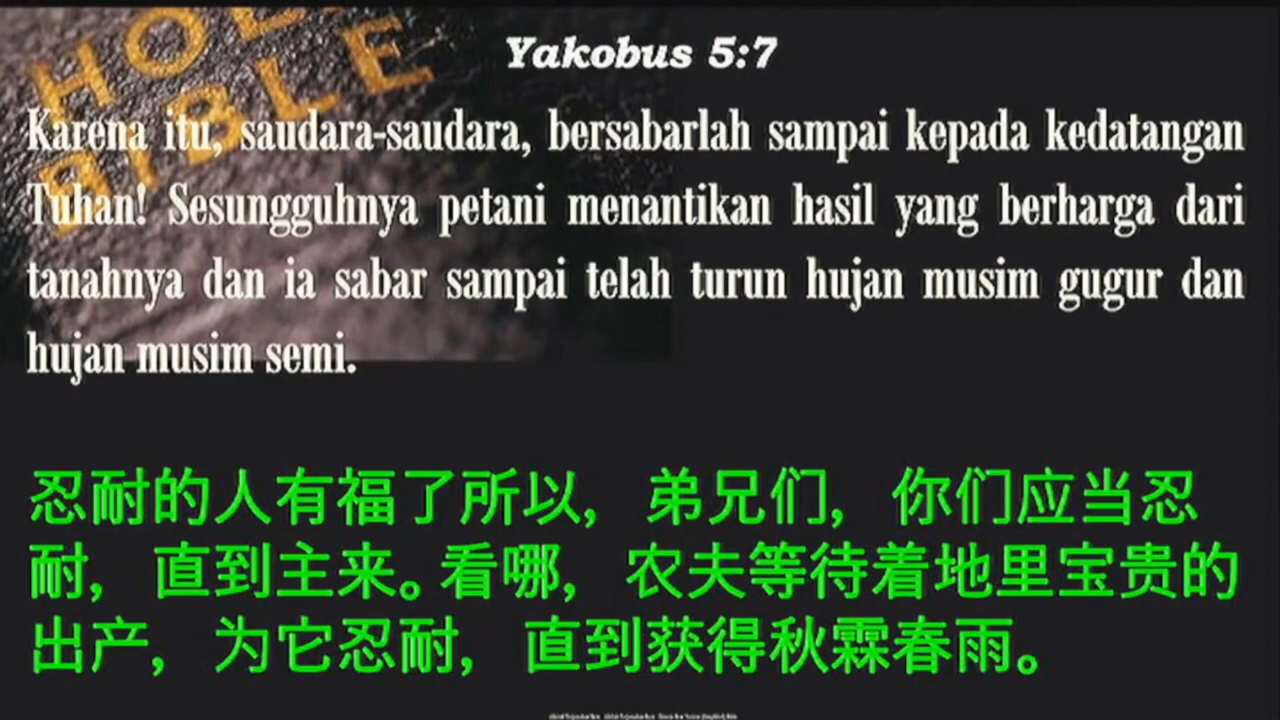 HOLY
BIBLE
Yakobus 5:7
Karena itu, saudara-saudara, bersabarlah sampai kepada kedatangan
Tuhan! Sesungguhnya petani menantikan hasil yang berharga dari
tanahnya dan ia sabar sampai telah turun hujan musim gugur dan
hujan musim semi.
忍耐的人有福了所以，弟兄们，你们应当忍
耐，直到主来。看哪，农夫等待着地里宝贵的
出产，为它忍耐，直到获得秋霖春雨。